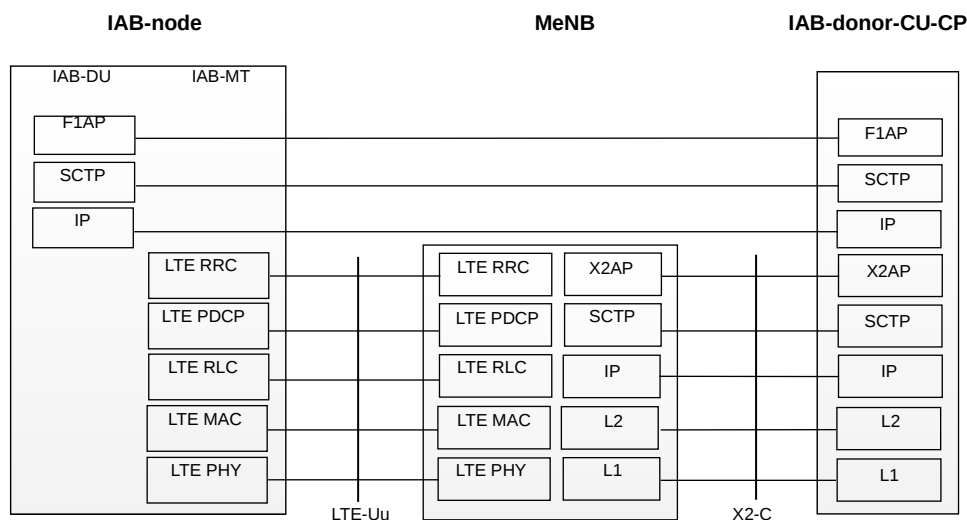 IAB-node
MeNB
IAB-donor-CU-CP
IAB-DU
IAB-MT
F1AP
F1AP
SCTP
SCTP
IP
IP
LTE RRC
LTE RRC
X2AP
X2AP
LTE PDCP
LTE PDCP
SCTP
SCTP
LTE RLC
LTE RLC
IP
IP
LTE MAC
LTE MAC
L2
L2
LTE PHY
LTE PHY
L1
L1
LTE-Uu
X2-C